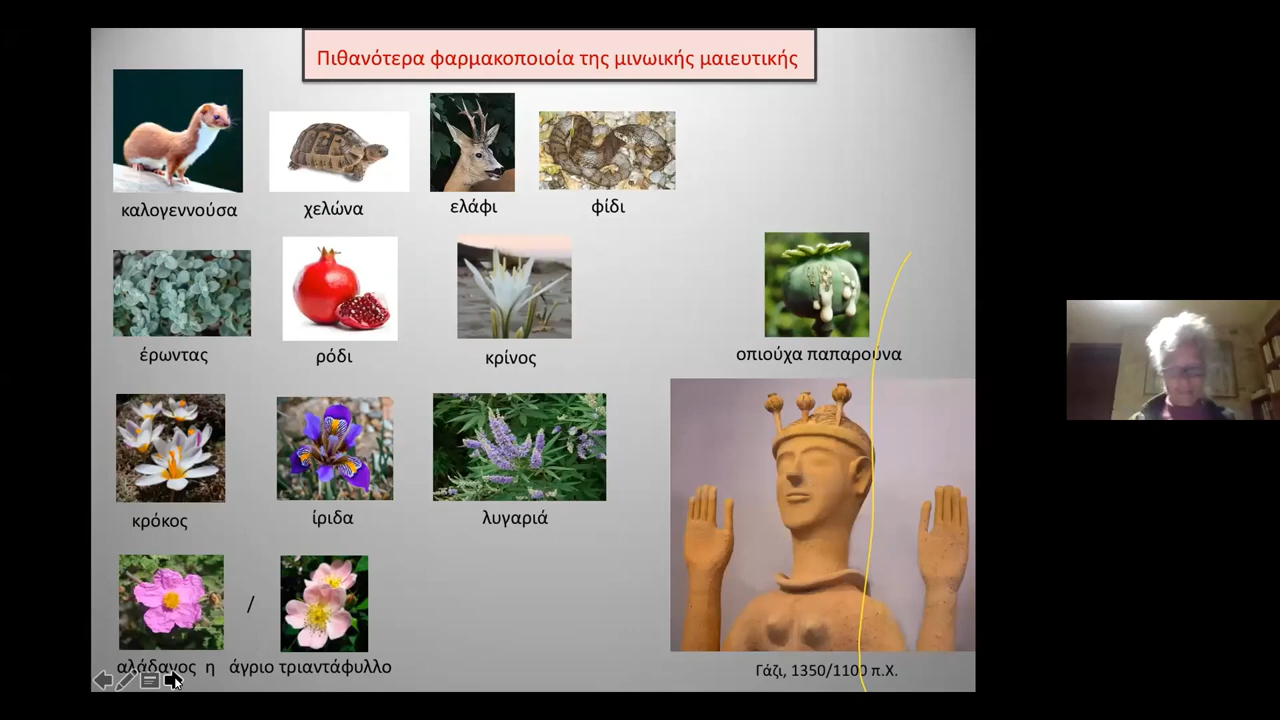 Πιθανότερα φαρμακοποιοία της μινωικής μαιευτικής
καλογεννούσα
χελώνα
ελάφι
φίδι
έρωντας
ρόδι
κρίνος
οπιούχα παπαρούνα
κρόκος
ίριδα
λυγαριά
/
αλάδανος η άγριο τριαντάφυλλο
Γάζι, 1350/1100 π.Χ.